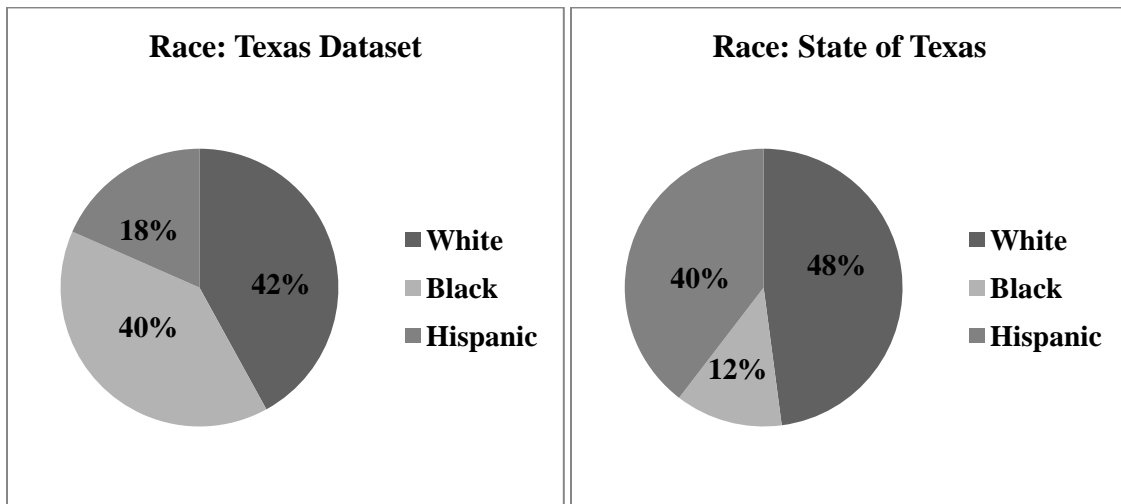 Race: Texas Dataset
18%
42%
40%
White
Black
Hispanic
Race: State of Texas
48%
40%
12%
White
Black
Hispanic